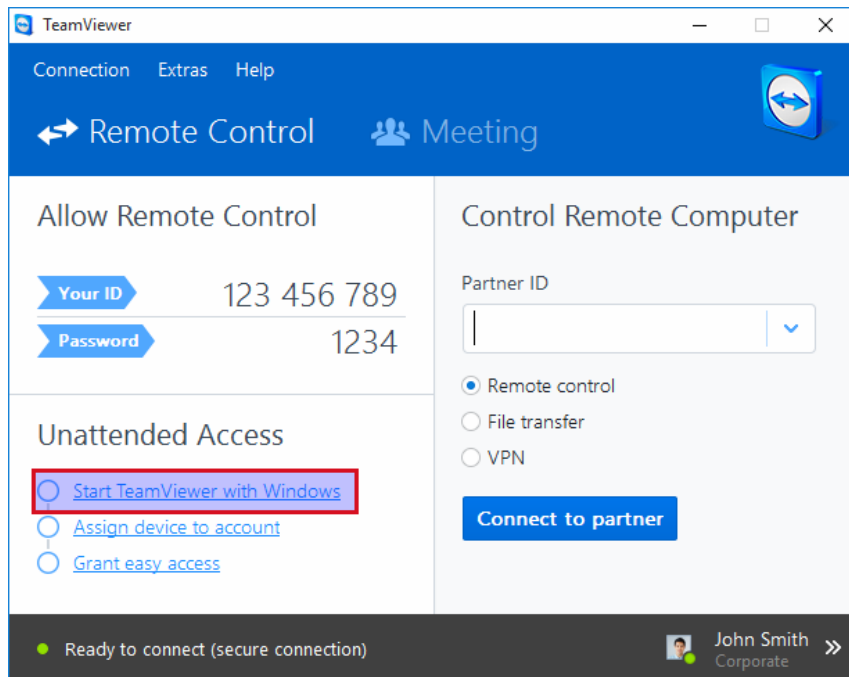 TeamViewer
Connection Extras Help
Remote Control Meeting
Allow Remote Control
Your ID 123 456 789
Password 1234
Unattended Access
Start TeamViewer with Windows
Assign device to account
Grant easy access
Control Remote Computer
Partner ID
Remote control
File transfer
VPN
Connect to partner
Ready to connect (secure connection)
John Smith
Corporate